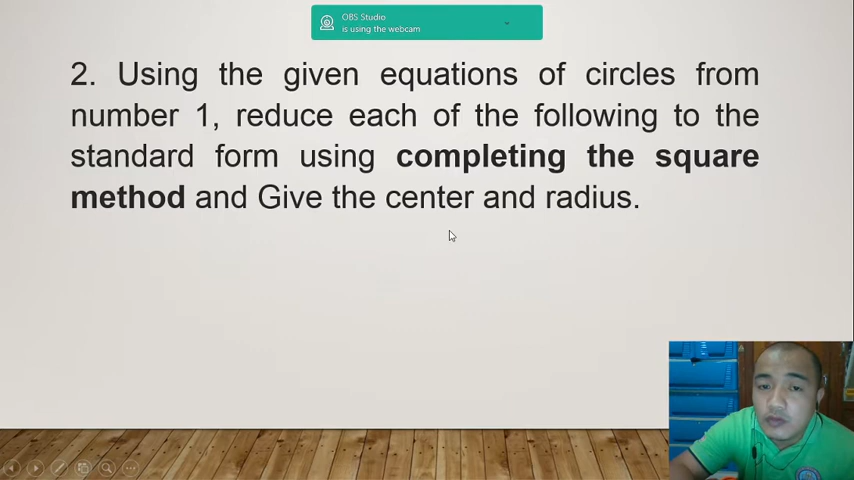 OBS Studio
is using the webcam
2. Using the given equations of circles from
number 1, reduce each of the following to the
standard form using completing the square
method and Give the center and radius.